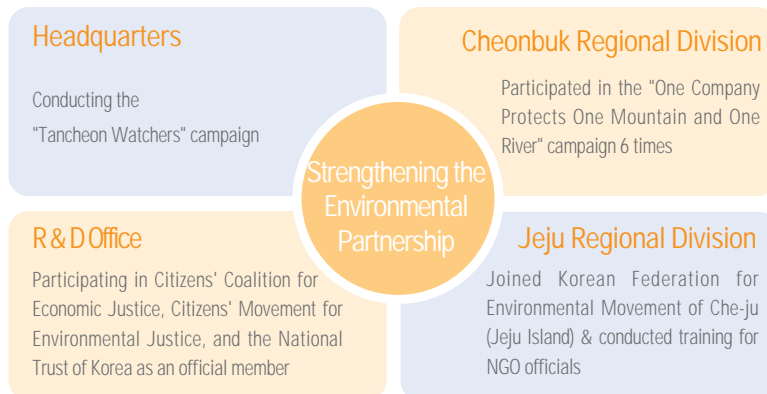 Headquarters
Conducting the
"Tancheon Watchers" campaign
Cheonbuk Regional Division
Participated in the "One Company
Protects One Mountain and One
River" campaign 6 times
Strengthening the
Environmental
Partnership
R & D Office
Participating in Citizens' Coalition for
Economic Justice, Citizens' Movement for
Environmental Justice, and the National
Trust of Korea as an official member
Jeju Regional Division
Joined Korean Federation for
Environmental Movement of Che-ju
(Jeju Island) & conducted training for
NGO officials